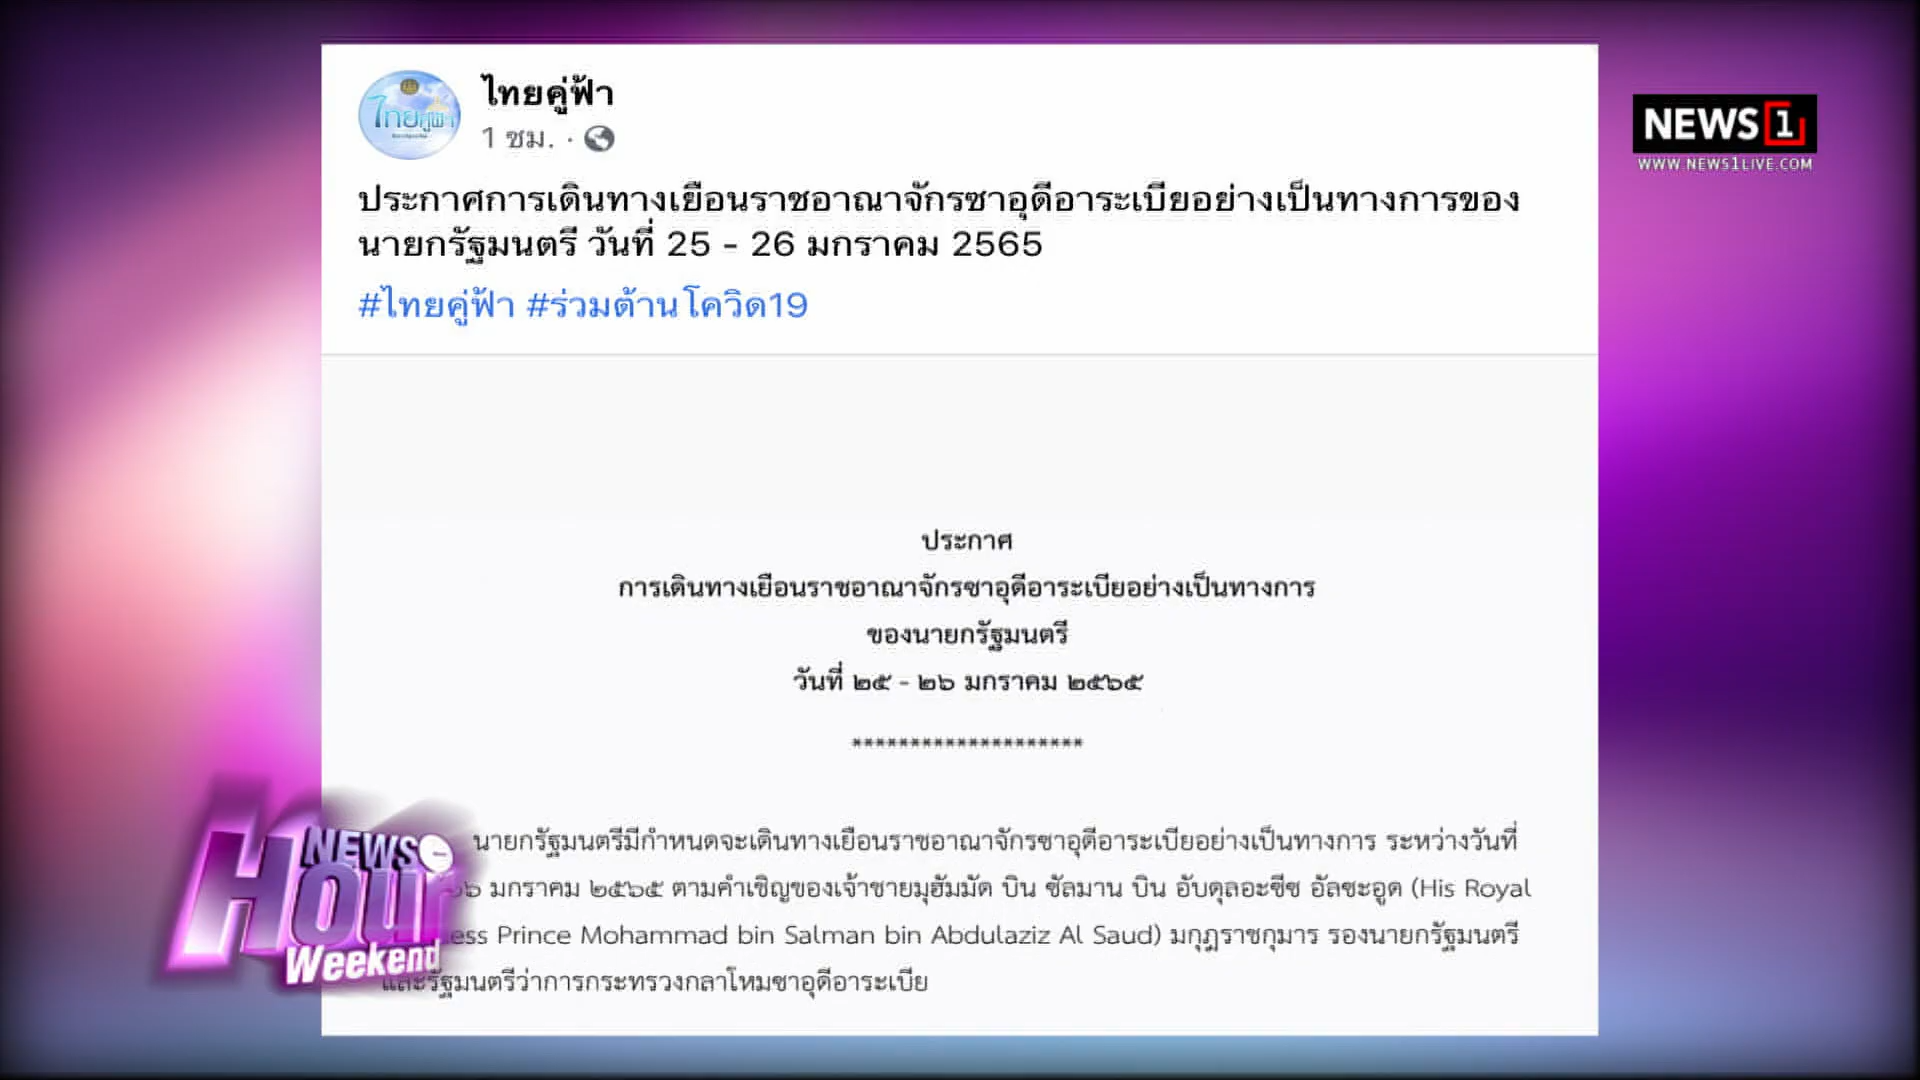 ไทยคู่ฟ้า
ไทยคู่ฟ้า
1 ชม. ·
NEWS 1
WWW.NEWS1LIVE.COM
ประกาศการเดินทางเยือนราชอาณาจักรซาอุดีอาระเบียอย่างเป็นทางการของ
นายกรัฐมนตรี วันที่ 25 - 26 มกราคม 2565
#ไทยคู่ฟ้า #ร่วมต้านโควิด19
ประกาศ
การเดินทางเยือนราชอาณาจักรซาอุดีอาระเบียอย่างเป็นทางการ
ของนายกรัฐมนตรี
วันที่ ๒๕ - ๒๖ มกราคม ๒๕๖๕
********************
นายกรัฐมนตรีมีกำหนดจะเดินทางเยือนราชอาณาจักรซาอุดีอาระเบียอย่างเป็นทางการ ระหว่างวันที่
มกราคม ๒๕๖๕ ตามคำเชิญของเจ้าชายมุฮัมมัด บิน ซัลมาน บิน อับดุลอะซีซ อัลซะอูด (His Royal
ess Prince Mohammad bin Salman bin Abdulaziz Al Saud) มกุฎราชกุมาร รองนายกรัฐมนตรี
และรัฐมนตรีว่าการกระทรวงกลาโหมซาอุดีอาระเบีย
NEWS
Hour
Weekend